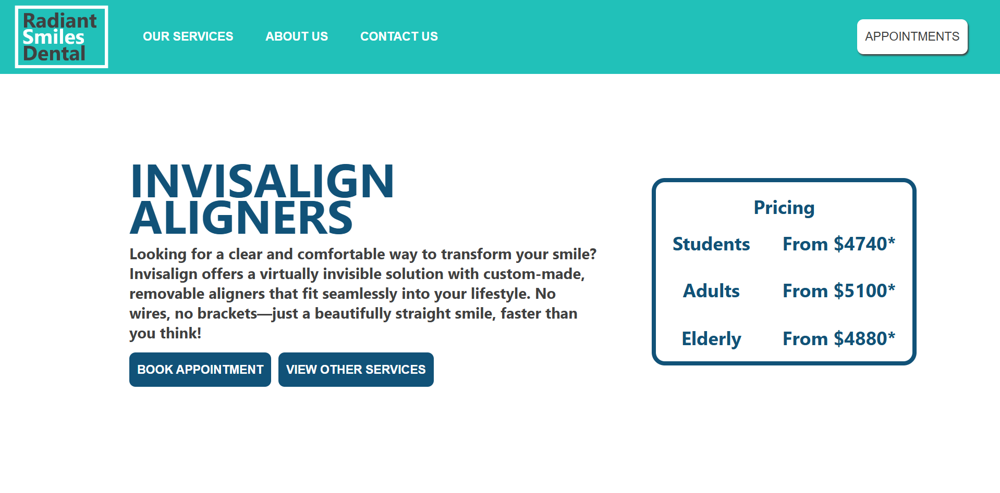 Radiant
Smiles
Dental
OUR SERVICES
ABOUT US
CONTACT US
APPOINTMENTS
INVISALIGN
ALIGNERS
Looking for a clear and comfortable way to transform your smile?
Invisalign offers a virtually invisible solution with custom-made,
removable aligners that fit seamlessly into your lifestyle. No
wires, no brackets—just a beautifully straight smile, faster than
you think!
BOOK APPOINTMENT
VIEW OTHER SERVICES
Pricing
Students From $4740*
Adults From $5100*
Elderly From $4880*